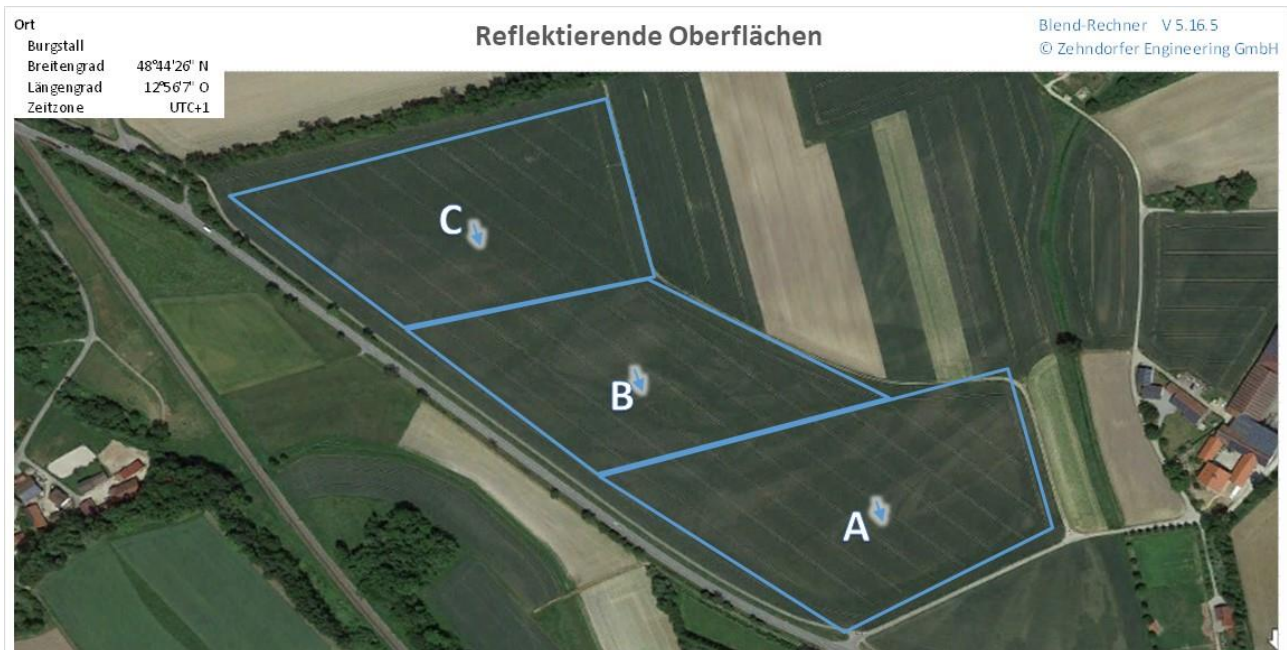 Ort
Burgstall
Breitengrad 48°44'26" N
Längengrad 12°56'7" O
Zeitzone UTC+1
Reflektierende Oberflächen
Blend-Rechner V 5.16.5
© Zehndorfer Engineering GmbH
C
B
A